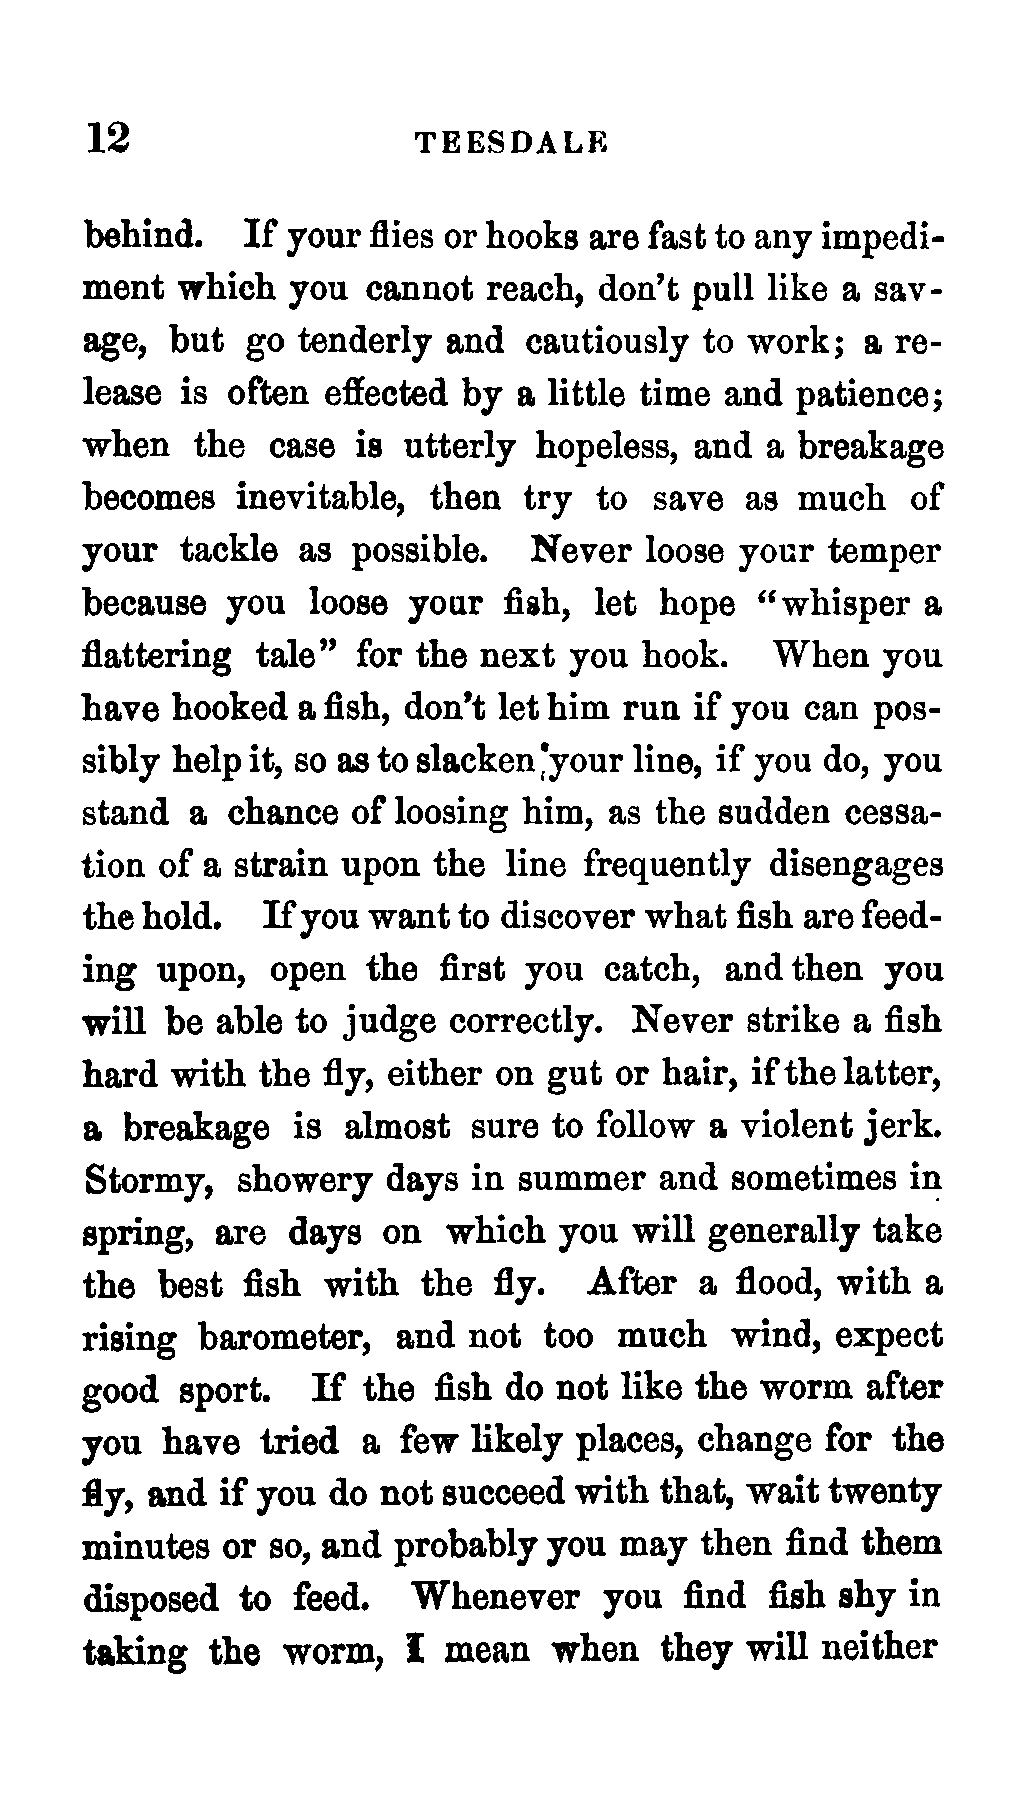 12 TEESDALE
behind. If your flies or hooks are fast to any impedi-
ment which you cannot reach, don't pull like a sav-
age, but go tenderly and cautiously to work; a re-
lease is often effected by a little time and patience;
when the case is utterly hopeless, and a breakage
becomes inevitable, then try to save as much of
your tackle as possible. Never loose your temper
because you loose your fish, let hope "whisper a
flattering tale" for the next you hook. When you
have hooked a fish, don't let him run if you can pos-
sibly help it, so as to slacken your line, if you do, you
stand a chance of loosing him, as the sudden cessa-
tion of a strain upon the line frequently disengages
the hold. If you want to discover what fish are feed-
ing upon, open the first you catch, and then you
will be able to judge correctly. Never strike a fish
hard with the fly, either on gut or hair, if the latter,
a breakage is almost sure to follow a violent jerk.
Stormy, showery days in summer and sometimes in
spring, are days on which you will generally take
the best fish with the fly. After a flood, with a
rising barometer, and not too much wind, expect
good sport. If the fish do not like the worm after
you have tried a few likely places, change for the
fly, and if you do not succeed with that, wait twenty
minutes or so, and probably you may then find them
disposed to feed. Whenever you find fish shy in
taking the worm, I mean when they will neither